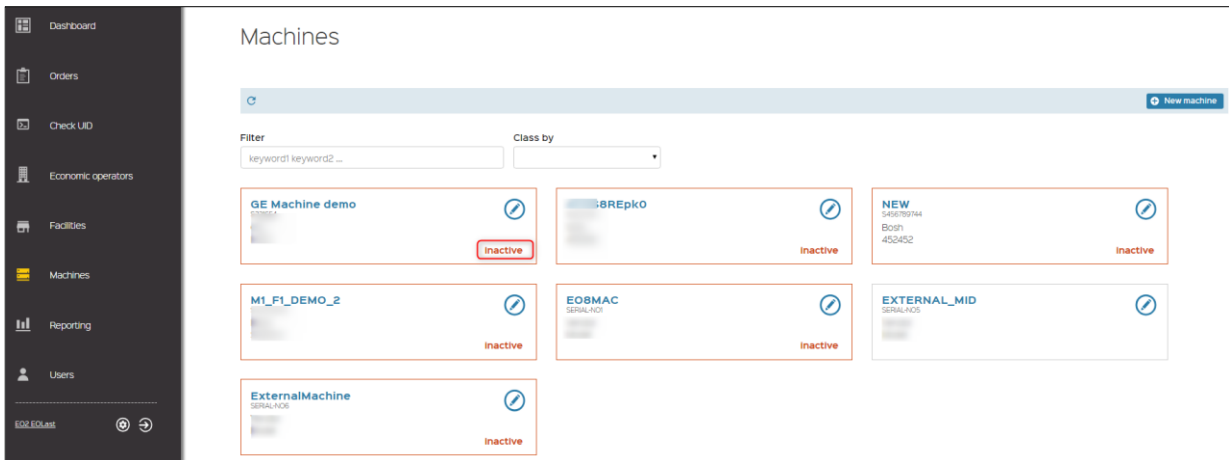 Dashboard
Orders
Check UID
Economic operators
Facilities
Machines
Reporting
Users
EO2 EOLast
Machines
New machine
Filter
Class by
keyword1 keyword2 ...
GE Machine demo
Inactive
S8REpkO
Inactive
NEW
S456789744
Bosh
452452
Inactive
M1_F1_DEMO_2
Inactive
EO8MAC
SERIAL-NO1
Inactive
EXTERNAL_MID
SERIAL-NO5
ExternalMachine
SERIAL-NO6
Inactive